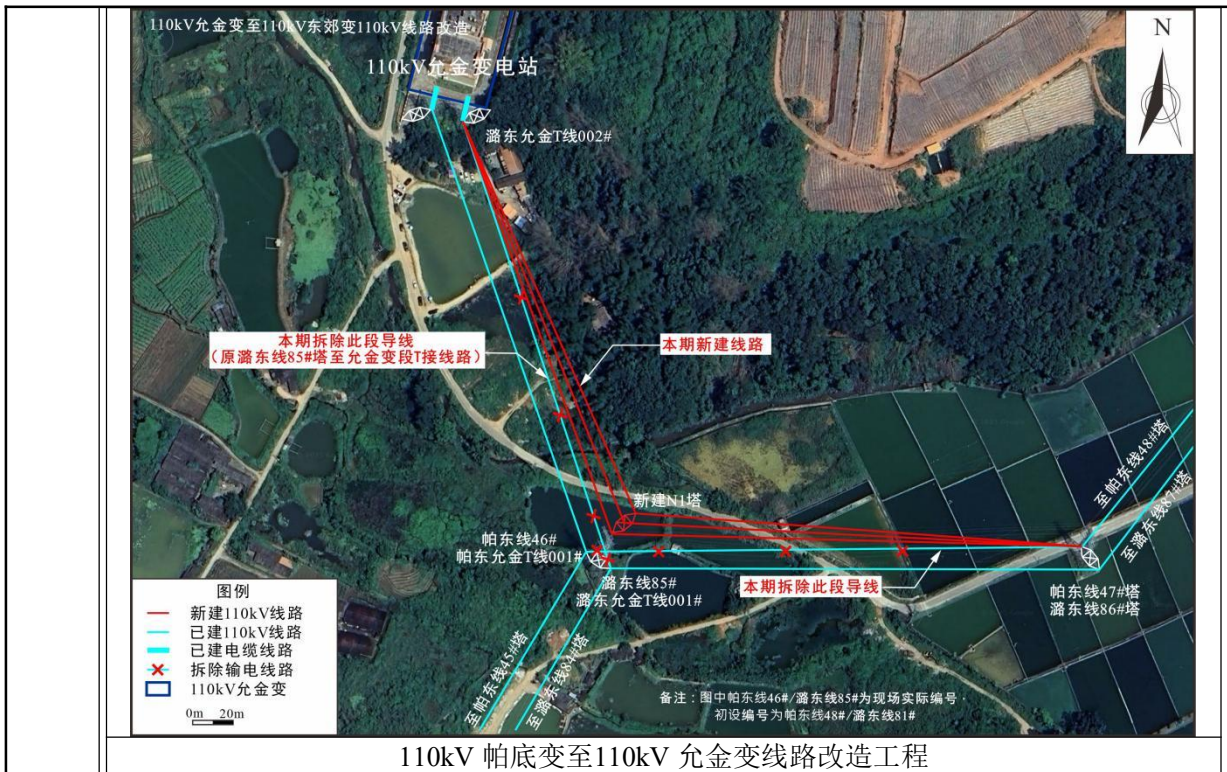 110kV允金变至110kV东郊变110kV线路改造
N
110kV允金变电站
潞东允金T线002#
本期拆除此段导线
（原潞东线85#塔至允金变段T接线路）
本期新建线路
新建N1塔
至帕东线48#塔
至潞东线87#塔
帕东线46#
帕东允金T线001#
潞东线85#
潞东允金T线001#
本期拆除此段导线
帕东线47#塔
潞东线86#塔
至帕东线45#塔
至潞东线84#塔
图例
新建110kV线路
已建110kV线路
已建电缆线路
拆除输电线路
110kV允金变
0m 20m
备注：图中帕东线46#/潞东线85#为现场实际编号，
初设编号为帕东线48#/潞东线81#
110kV 帕底变至110kV 允金变线路改造工程